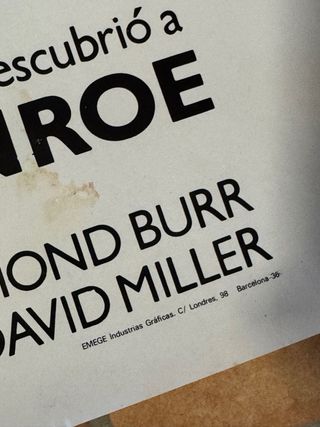 escubrió a
NROE
MOND BURR
DAVID MILLER
EMEGE Industrias Gráficas. C/ Londres, 98 Barcelona-36-